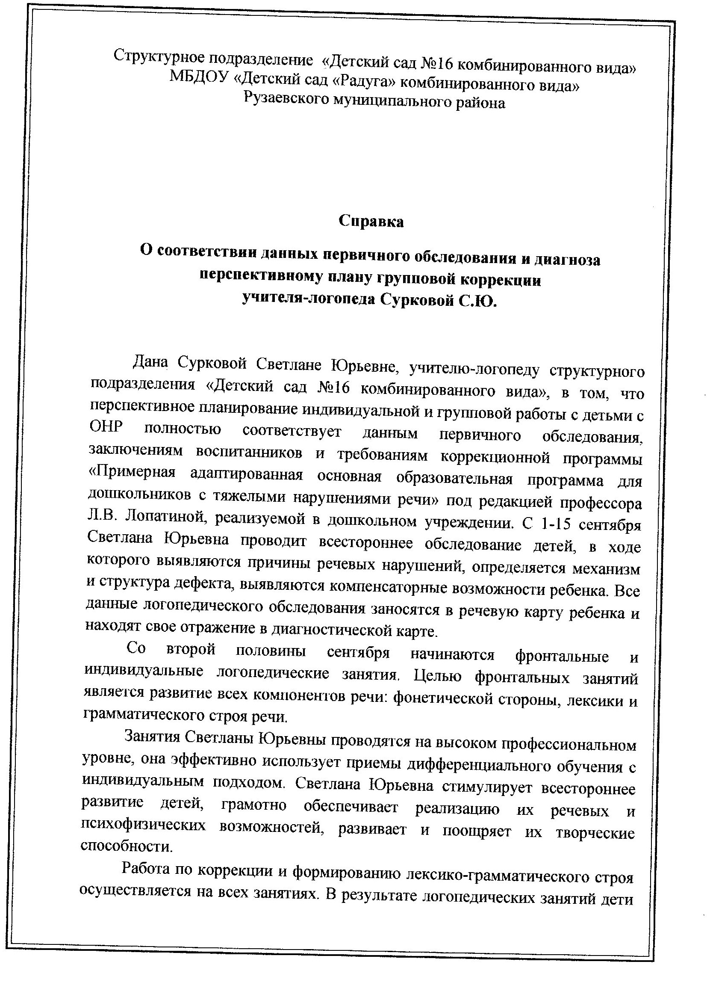 Структурное подразделение «Детский сад №16 комбинированного вида»
МБДОУ «Детский сад «Радуга» комбинированного вида»
Рузаевского муниципального района
Справка
О соответствии данных первичного обследования и диагноза
перспективному плану групповой коррекции
учителя-логопеда Сурковой С.Ю.
Дана Сурковой Светлане Юрьевне, учителю-логопеду структурного
подразделения «Детский сад №16 комбинированного вида», в том, что
перспективное планирование индивидуальной и групповой работы с детьми с
ОНР полностью соответствует данным первичного обследования,
заключениям воспитанников и требованиям коррекционной программы
«Примерная адаптированная основная образовательная программа для
дошкольников с тяжелыми нарушениями речи» под редакцией профессора
Л.В. Лопатиной, реализуемой в дошкольном учреждении. С 1-15 сентября
Светлана Юрьевна проводит всестороннее обследование детей, в ходе
которого выявляются причины речевых нарушений, определяется механизм
и структура дефекта, выявляются компенсаторные возможности ребенка. Все
данные логопедического обследования заносятся в речевую карту ребенка и
находят свое отражение в диагностической карте.
Со второй половины сентября начинаются фронтальные и
индивидуальные логопедические занятия. Целью фронтальных занятий
является развитие всех компонентов речи: фонетической стороны, лексики и
грамматического строя речи.
Занятия Светланы Юрьевны проводятся на высоком профессиональном
уровне, она эффективно использует приемы дифференциального обучения с
индивидуальным подходом. Светлана Юрьевна стимулирует всестороннее
развитие детей, грамотно обеспечивает реализацию их речевых и
психофизических возможностей, развивает и поощряет их творческие
способности.
Работа по коррекции и формированию лексико-грамматического строя
осуществляется на всех занятиях. В результате логопедических занятий дети